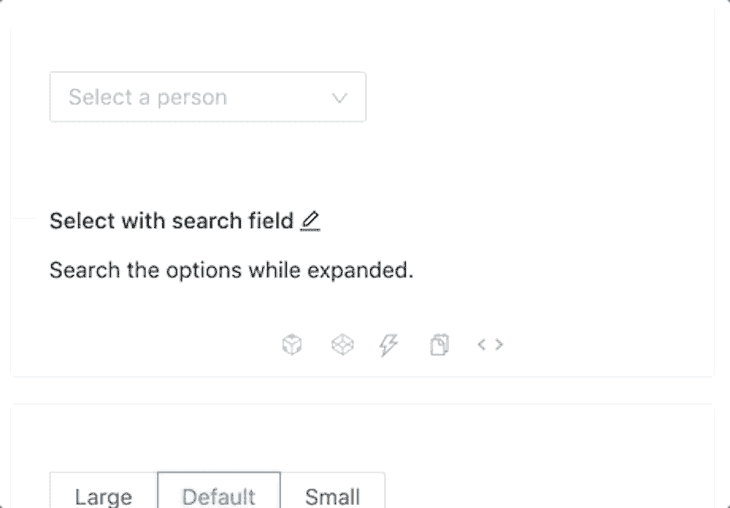 Select a person
Select with search field
Search the options while expanded.
Large Default Small